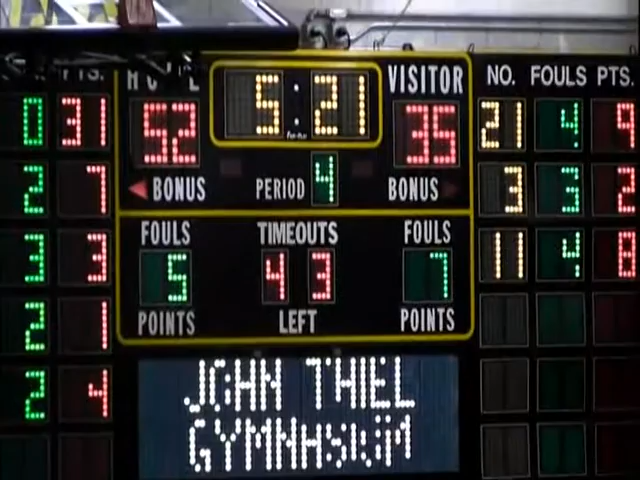 PTS. HOME 5:21 VISITOR NO. FOULS PTS.
0 31 52 35 21 4 9
2 7 BONUS PERIOD 4 BONUS 3 3 2
3 3 FOULS TIMEOUTS FOULS 11 4 8
5 4 3 7
2 1 POINTS LEFT POINTS
2 4 JOHN THIEL
GYMNASIUM